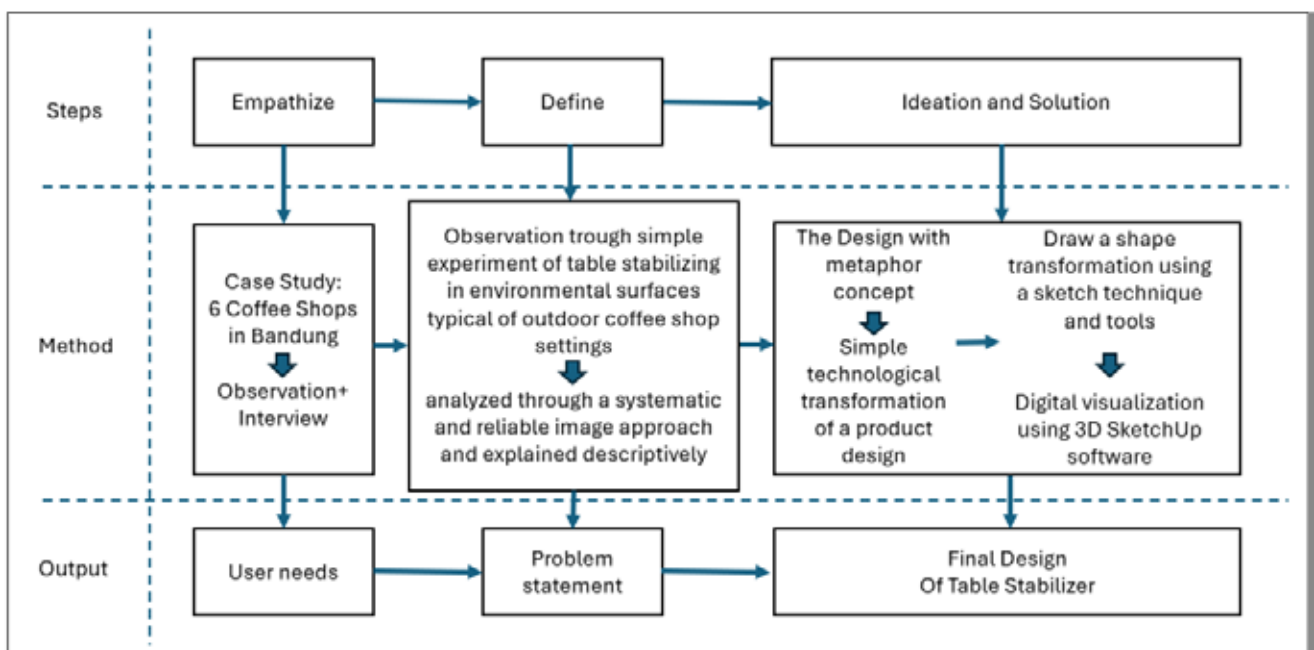 Steps
Empathize
Define
Ideation and Solution
Method
Case Study:
6 Coffee Shops
in Bandung
Observation+
Interview
Observation trough simple
experiment of table stabilizing
in environmental surfaces
typical of outdoor coffee shop
settings
analyzed through a systematic
and reliable image approach
and explained descriptively
The Design with
metaphor
concept
Simple
technological
transformation
of a product
design
Draw a shape
transformation using
a sketch technique
and tools
Digital visualization
using 3D SketchUp
software
Output
User needs
Problem
statement
Final Design
Of Table Stabilizer